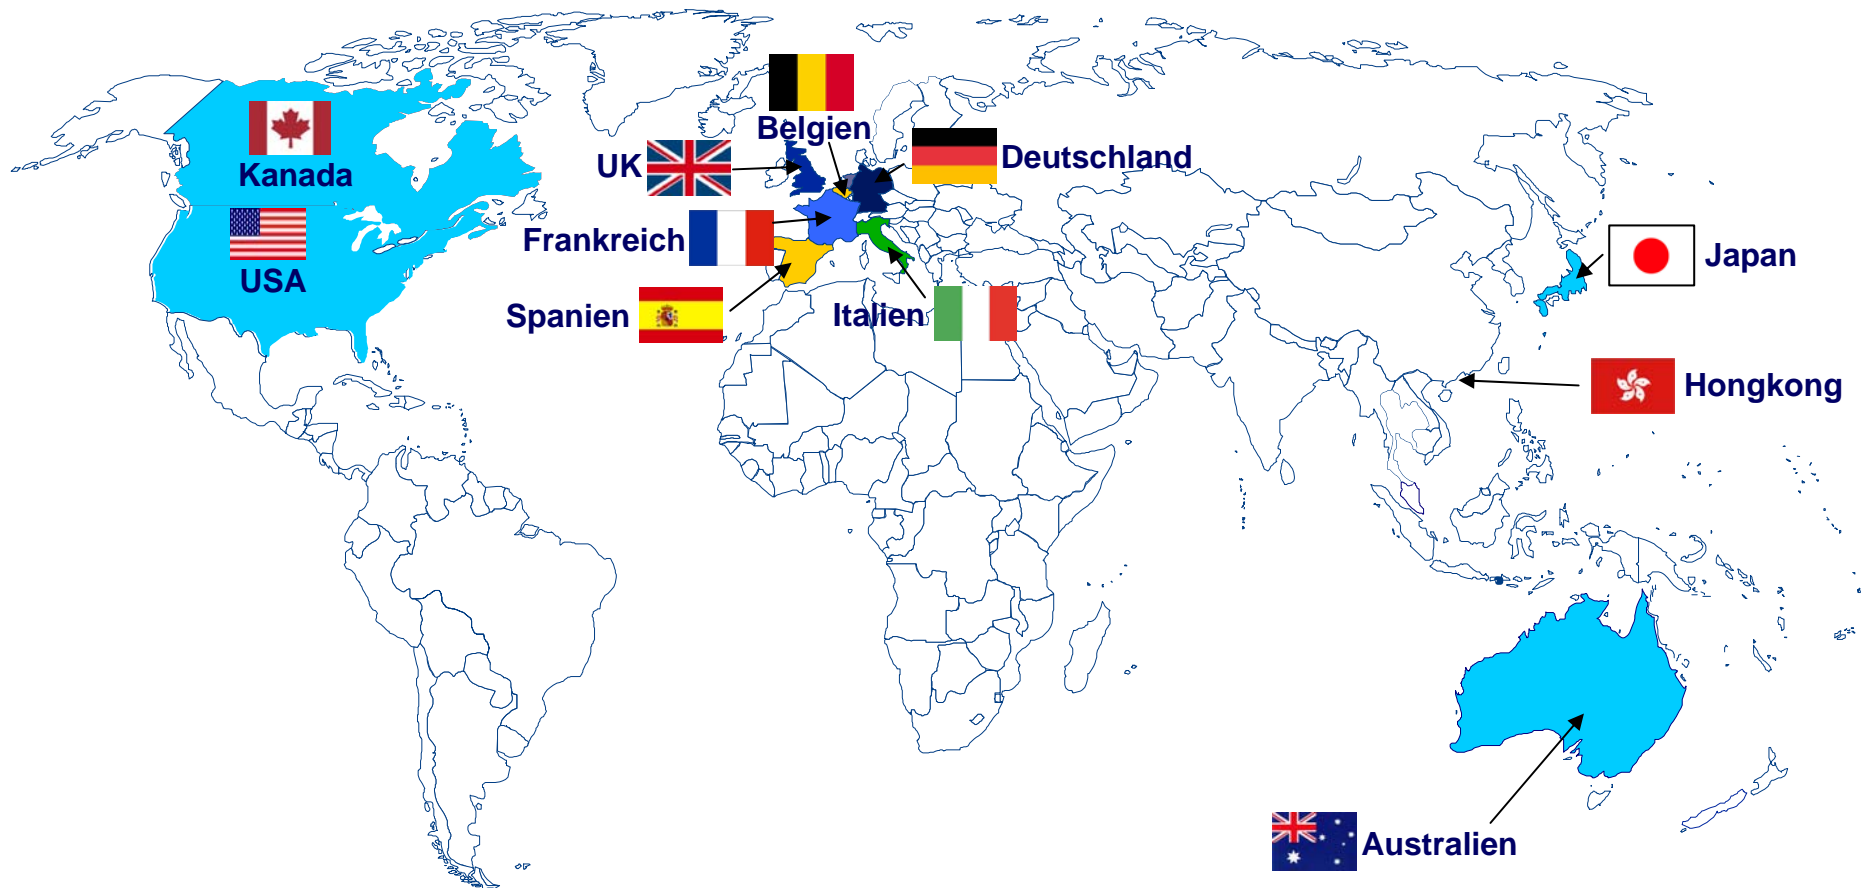 Belgien
UK
Deutschland
Kanada
Frankreich
USA
Spanien
Italien
Japan
Hongkong
Australien